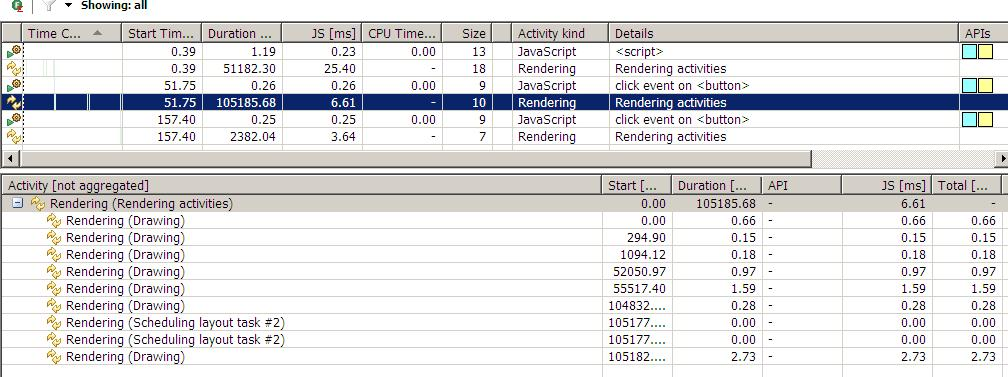 Showing: all
Time C... Start Tim... Duration ... JS [ms] CPU Time... Size Activity kind Details APIs
0.39 1.19 0.23 0.00 13 JavaScript <script>
0.39 51182.30 25.40 - 18 Rendering Rendering activities
51.75 0.26 0.26 0.00 9 JavaScript click event on <button>
51.75 105185.68 6.61 - 10 Rendering Rendering activities
157.40 0.25 0.25 0.00 9 JavaScript click event on <button>
157.40 2382.04 3.64 - 7 Rendering Rendering activities
Activity [not aggregated] Start [... Duration [... API JS [ms] Total [...
Rendering (Rendering activities) 0.00 105185.68 - 6.61 -
Rendering (Drawing) 0.00 0.66 - 0.66 0.66
Rendering (Drawing) 294.90 0.15 - 0.15 0.15
Rendering (Drawing) 1094.12 0.18 - 0.18 0.18
Rendering (Drawing) 52050.97 0.97 - 0.97 0.97
Rendering (Drawing) 55517.40 1.59 - 1.59 1.59
Rendering (Drawing) 104832.... 0.28 - 0.28 0.28
Rendering (Scheduling layout task #2) 105177.... 0.00 - 0.00 0.00
Rendering (Scheduling layout task #2) 105177.... 0.00 - 0.00 0.00
Rendering (Drawing) 105182.... 2.73 - 2.73 2.73